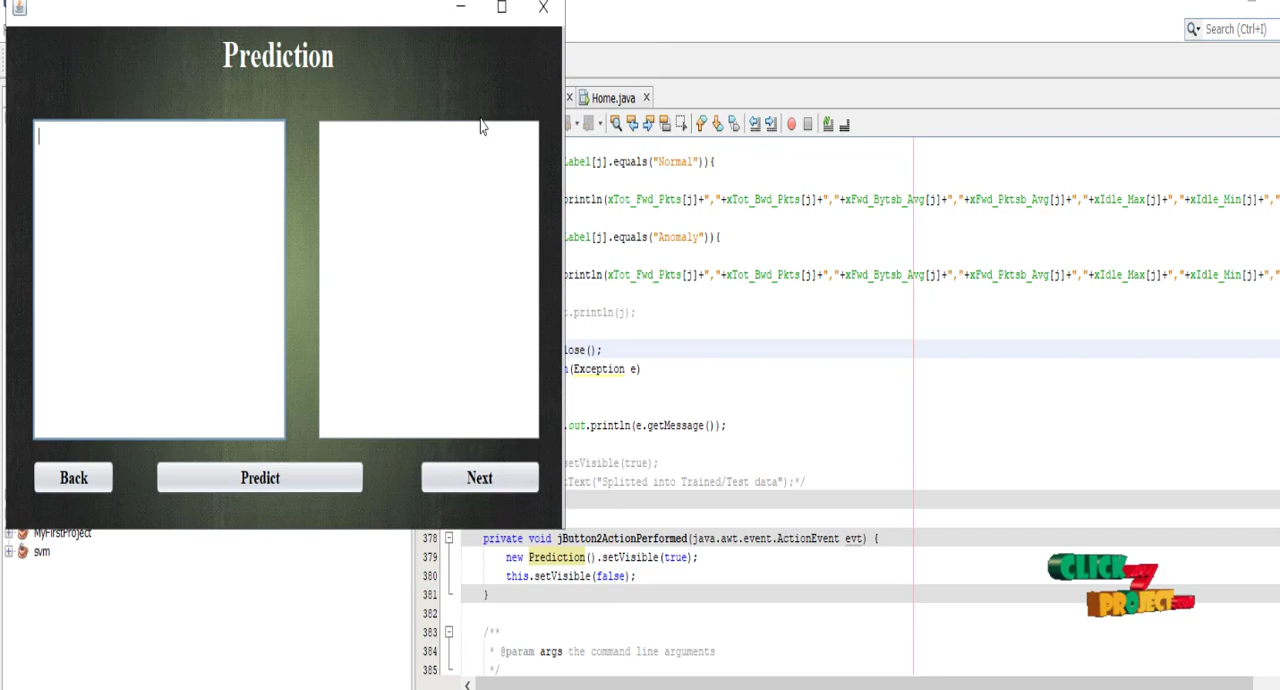 Prediction
Back
Predict
Next
Search (Ctrl+I)
Home.java
Label[j].equals("Normal")){
println(xTot_Fwd_Pkts[j]+","+xTot_Bwd_Pkts[j]+","+xFwd_Bytsb_Avg[j]+","+xFwd_Pktsb_Avg[j]+","+xIdle_Max[j]+","+xIdle_Min[j]+","
Label[j].equals("Anomaly")){
println(xTot_Fwd_Pkts[j]+","+xTot_Bwd_Pkts[j]+","+xFwd_Bytsb_Avg[j]+","+xFwd_Pktsb_Avg[j]+","+xIdle_Max[j]+","+xIdle_Min[j]+","
t.println(j);
lose();
(Exception e)
.out.println(e.getMessage());
setVisible(true);
tText("Splitted into Trained/Test data");*/
MyFirstProject
svm
378 private void jButton2ActionPerformed(java.awt.event.ActionEvent evt) {
379 new Prediction().setVisible(true);
380 this.setVisible(false);
381 }
382
383 /**
384 * @param args the command line arguments
385 */
CLICK
MY
PROJECT.COM